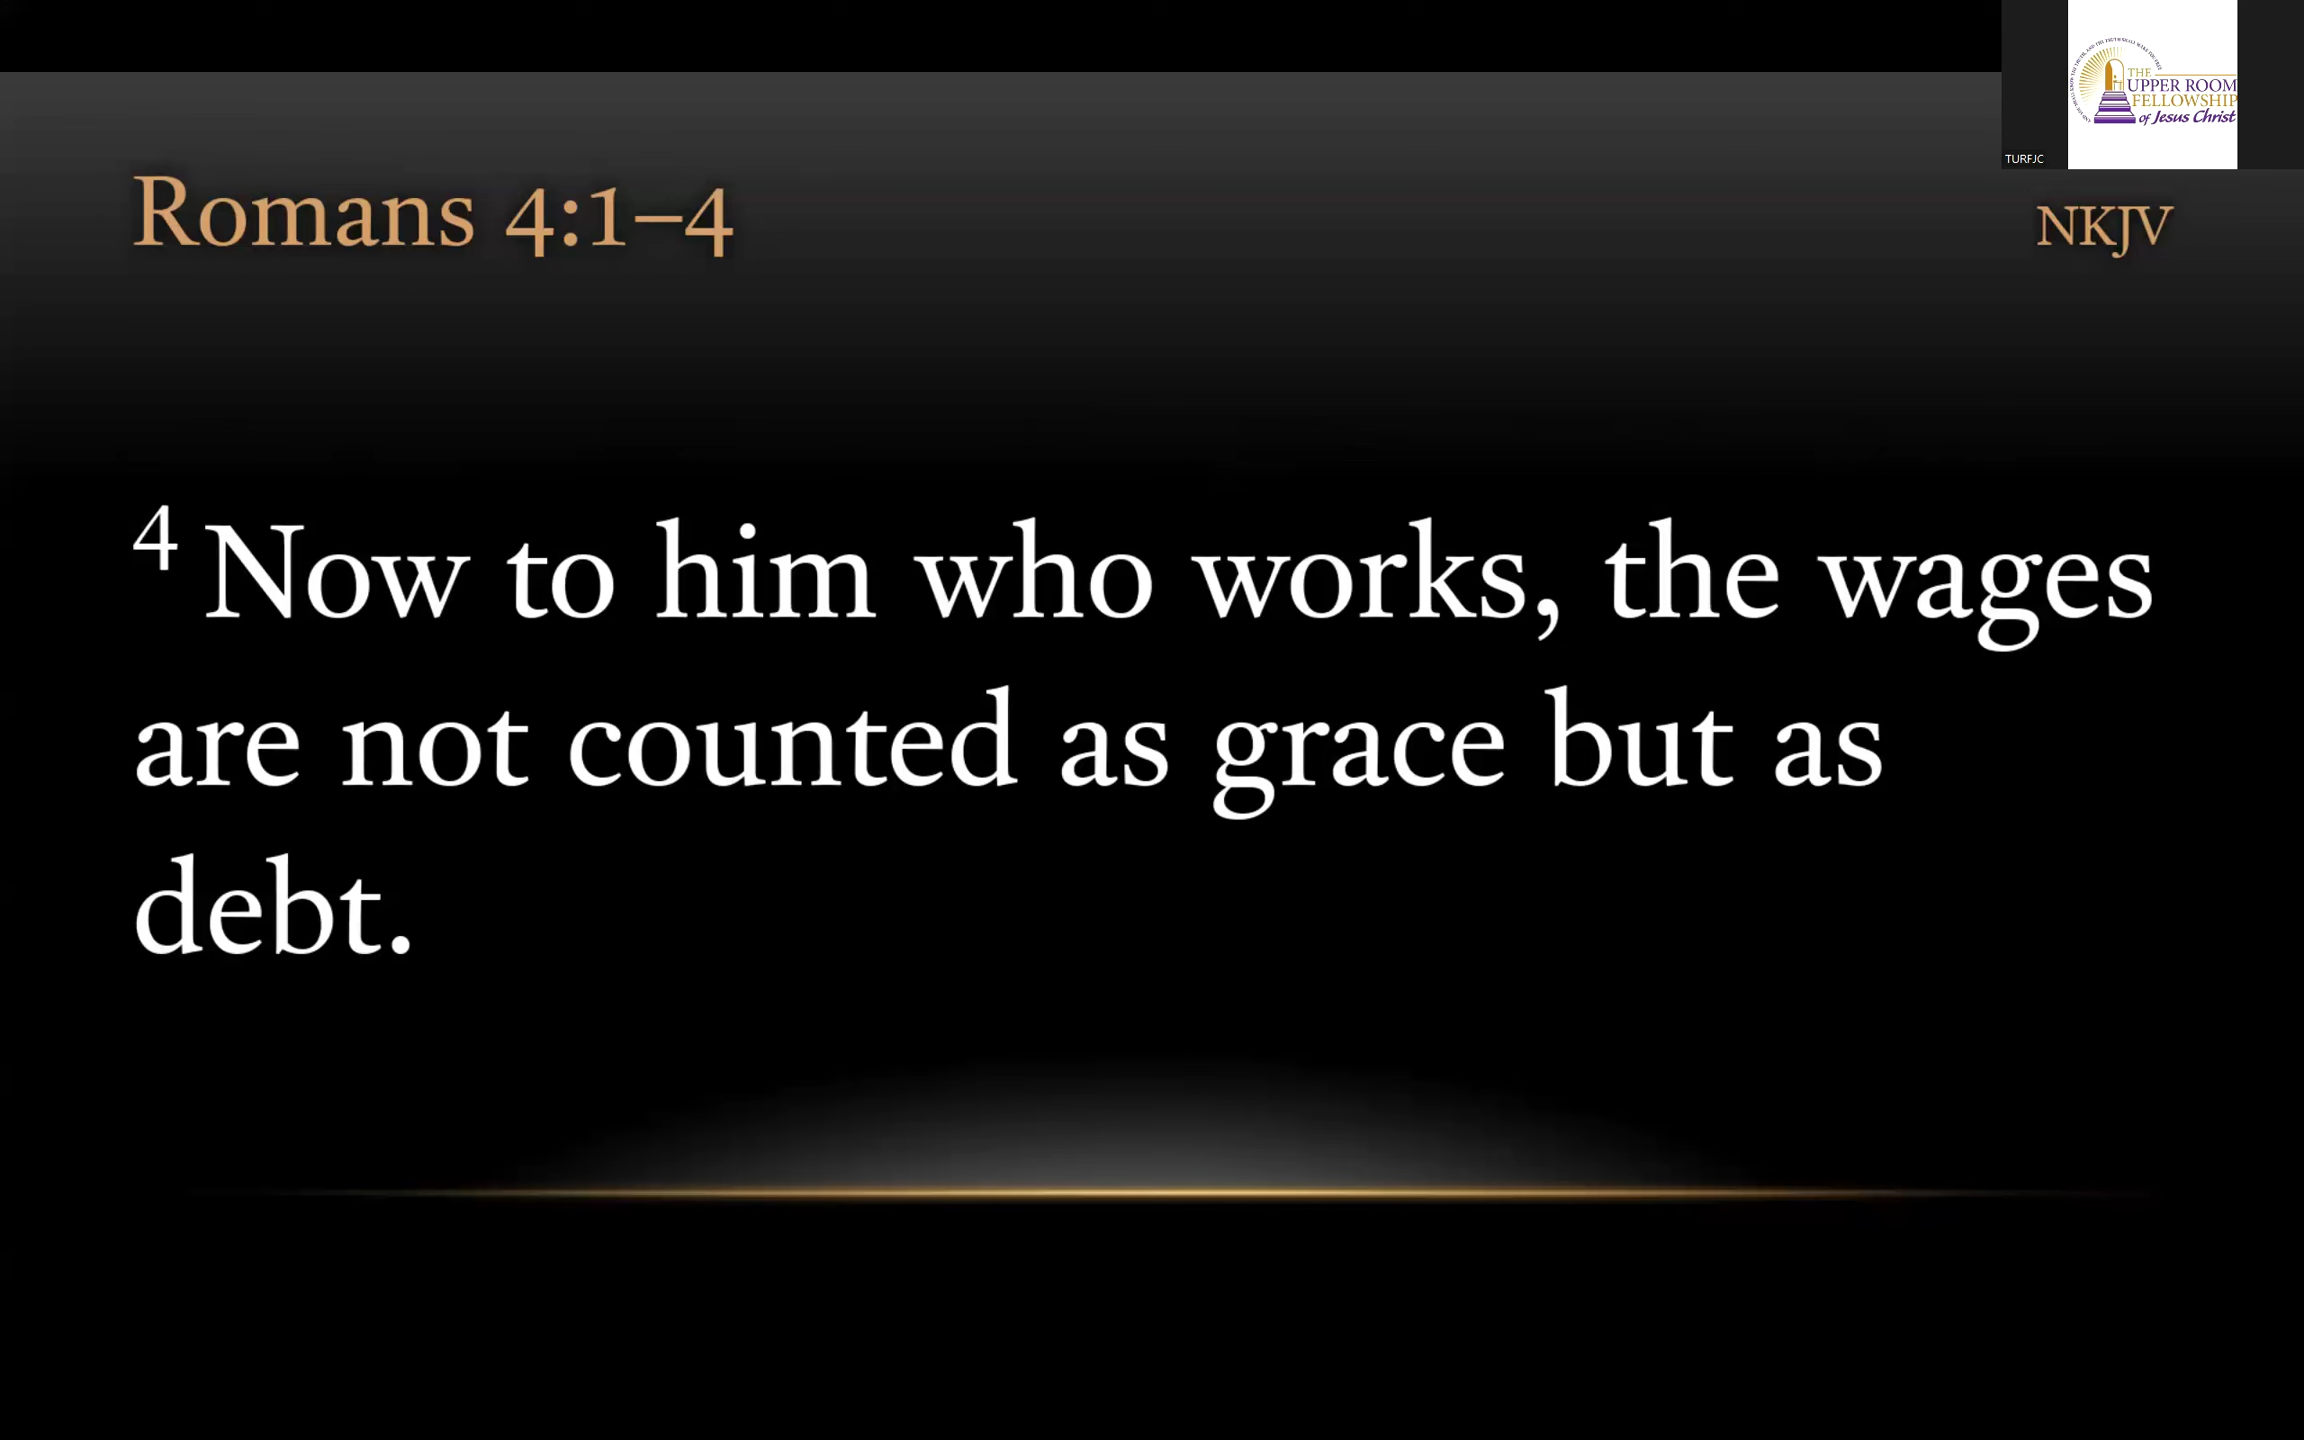 THE
UPPER ROOM
FELLOWSHIP
of Jesus Christ
TURFJC
Romans 4:1–4
NKJV
4 Now to him who works, the wages
are not counted as grace but as
debt.